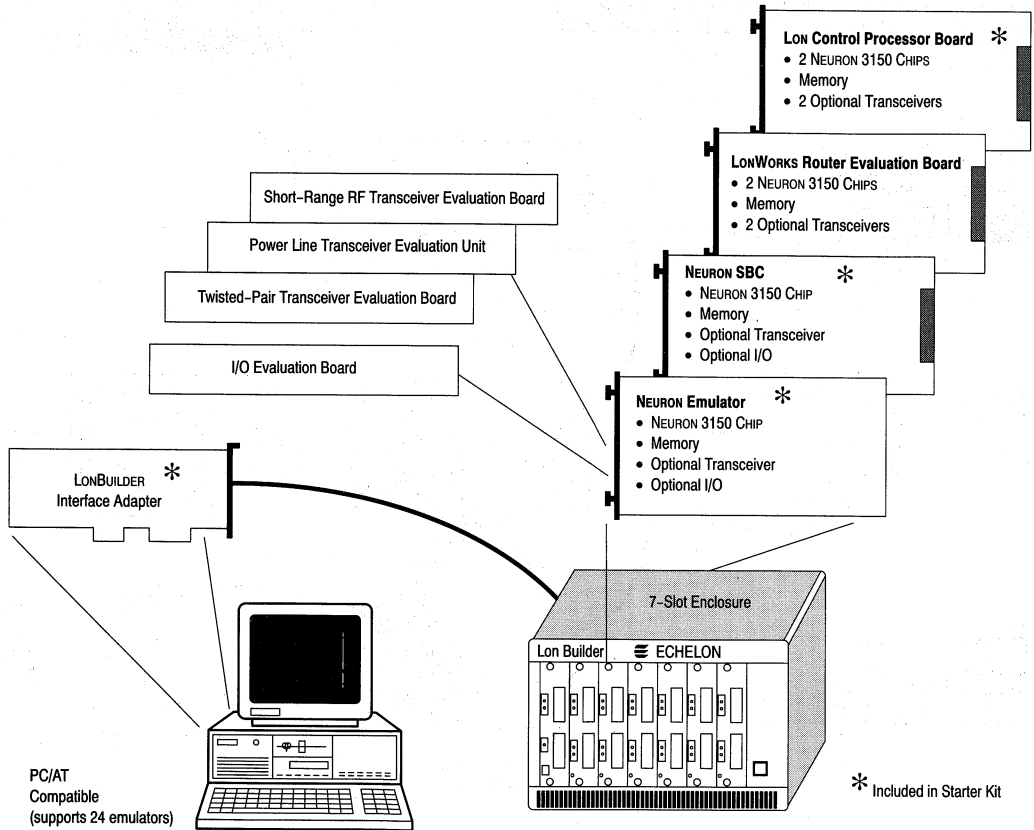 LON Control Processor Board *
• 2 NEURON 3150 CHIPS
• Memory
• 2 Optional Transceivers
LONWORKS Router Evaluation Board
• 2 NEURON 3150 CHIPS
• Memory
• 2 Optional Transceivers
Short-Range RF Transceiver Evaluation Board
Power Line Transceiver Evaluation Unit
Twisted-Pair Transceiver Evaluation Board
I/O Evaluation Board
NEURON SBC *
• NEURON 3150 CHIP
• Memory
• Optional Transceiver
• Optional I/O
NEURON Emulator *
• NEURON 3150 CHIP
• Memory
• Optional Transceiver
• Optional I/O
LONBUILDER *
Interface Adapter
7-Slot Enclosure
Lon Builder ECHELON
PC/AT
Compatible
(supports 24 emulators)
* Included in Starter Kit